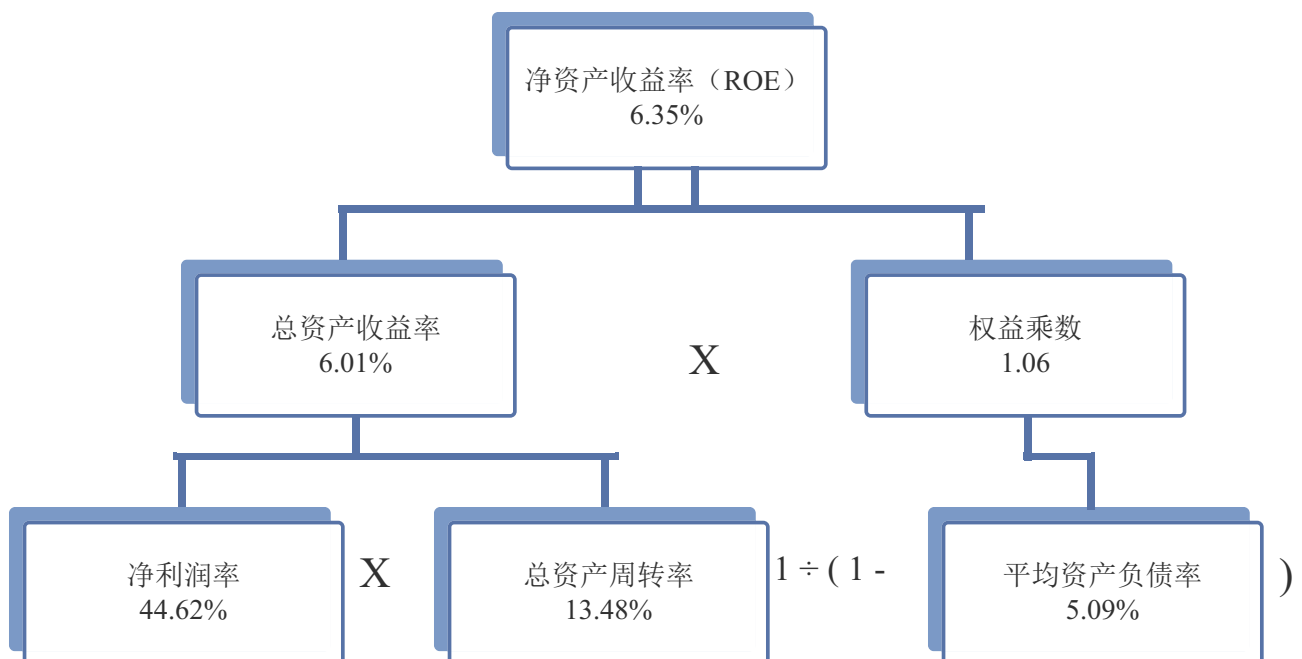 净资产收益率（ROE）
6.35%
总资产收益率
6.01%
X
权益乘数
1.06
净利润率
44.62%
X
总资产周转率
13.48%
1 ÷ ( 1 -
平均资产负债率
5.09%
)